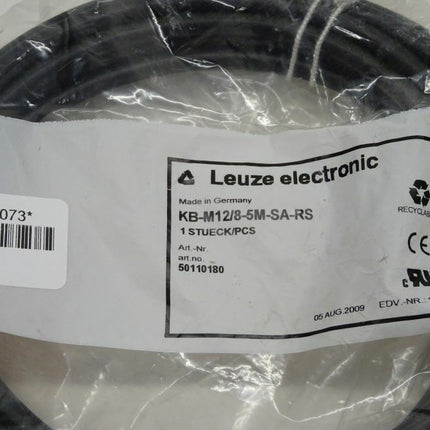 Leuze electronic
Made in Germany
KB-M12/8-5M-SA-RS
1 STUECK/PCS
Art.-Nr.
art.no.
50110180
05 AUG.2009
EDV.-NR.:
073*
CE